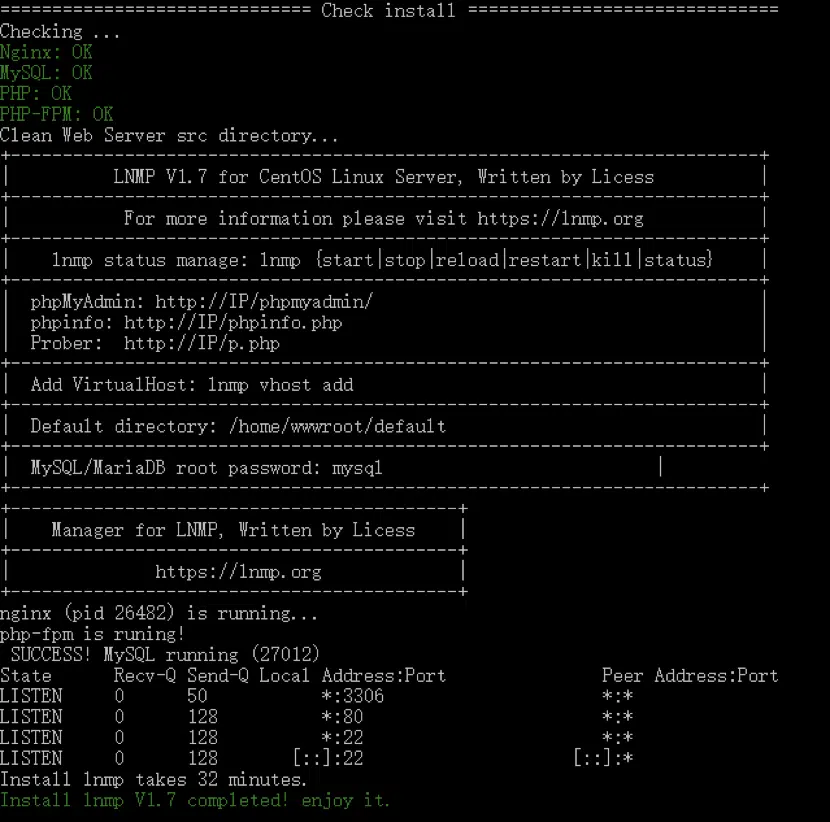 ============================== Check install ==============================
Checking ...
Nginx: OK
MySQL: OK
PHP: OK
PHP-FPM: OK
Clean Web Server src directory...
+------------------------------------------------------------------------+
|          LNMP V1.7 for CentOS Linux Server, Written by Licess          |
+------------------------------------------------------------------------+
|           For more information please visit https://lnmp.org           |
+------------------------------------------------------------------------+
|    lnmp status manage: lnmp {start|stop|reload|restart|kill|status}    |
+------------------------------------------------------------------------+
|  phpMyAdmin: http://IP/phpmyadmin/                                     |
|  phpinfo: http://IP/phpinfo.php                                        |
|  Prober:  http://IP/p.php                                              |
+------------------------------------------------------------------------+
|  Add VirtualHost: lnmp vhost add                                       |
+------------------------------------------------------------------------+
|  Default directory: /home/wwwroot/default                              |
+------------------------------------------------------------------------+
|  MySQL/MariaDB root password: mysql                          |
+------------------------------------------------------------------------+
+-------------------------------------------+
|    Manager for LNMP, Written by Licess    |
+-------------------------------------------+
|              https://lnmp.org             |
+-------------------------------------------+
nginx (pid 26482) is running...
php-fpm is runing!
 SUCCESS! MySQL running (27012)
State      Recv-Q Send-Q Local Address:Port               Peer Address:Port
LISTEN     0      50           *:3306                     *:*
LISTEN     0      128          *:80                       *:*
LISTEN     0      128          *:22                       *:*
LISTEN     0      128       [::]:22                    [::]:*
Install lnmp takes 32 minutes.
Install lnmp V1.7 completed! enjoy it.